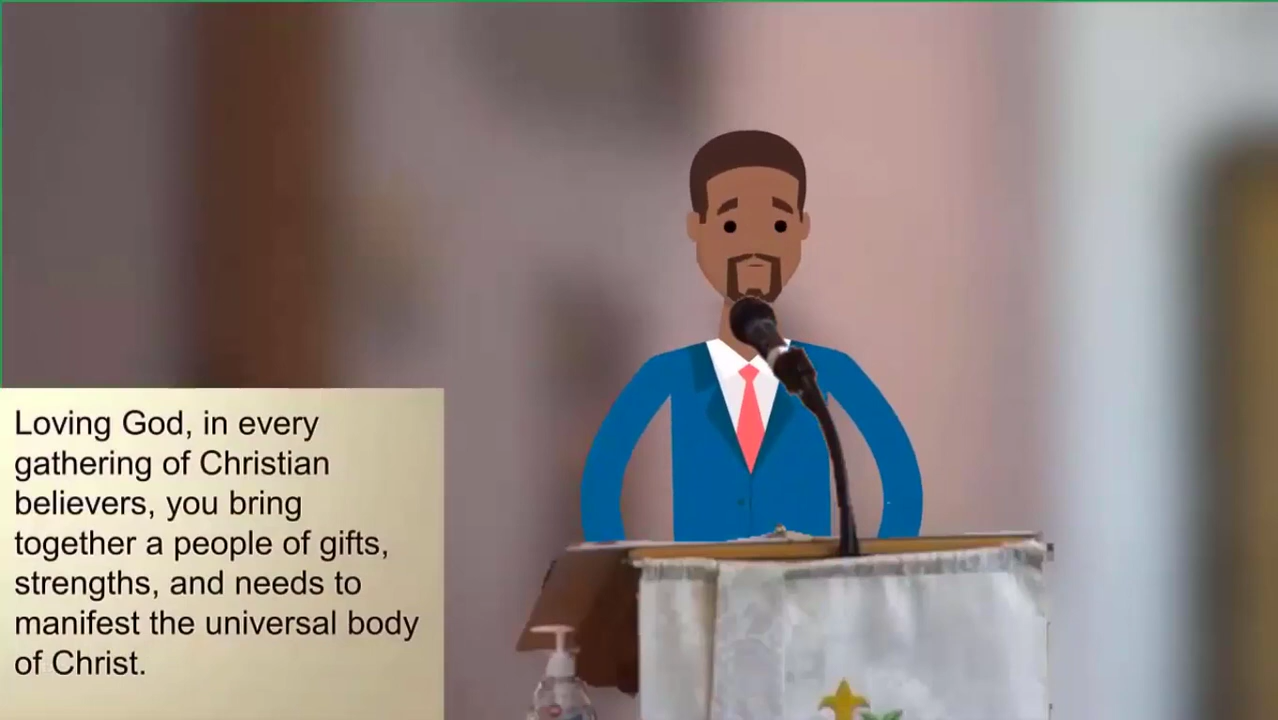 Loving God, in every
gathering of Christian
believers, you bring
together a people of gifts,
strengths, and needs to
manifest the universal body
of Christ.